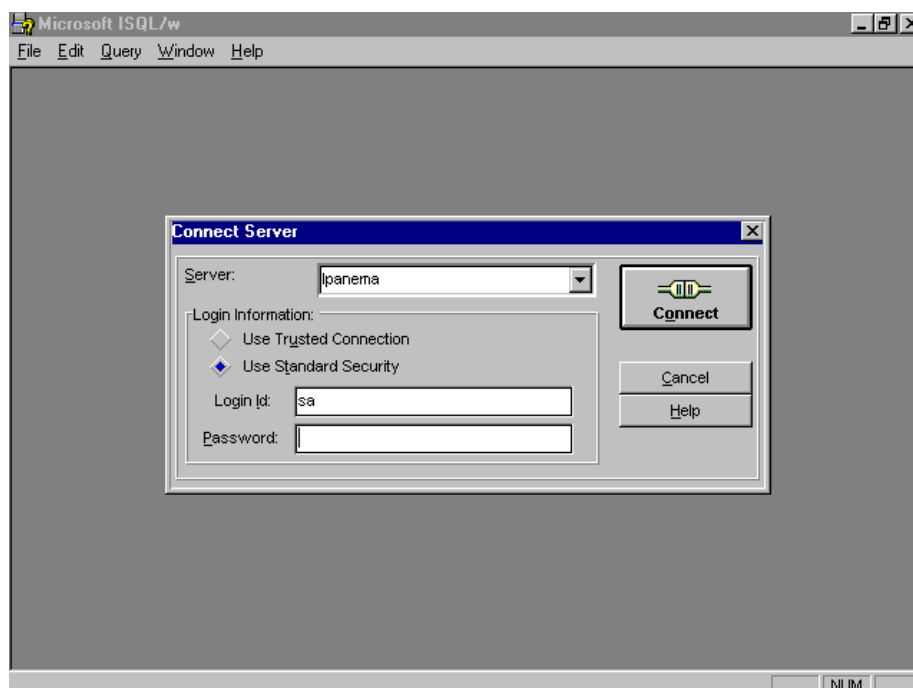 Microsoft ISQL/w
File Edit Query Window Help
Connect Server
Server: Ipanema
Connect
Login Information:
Use Trusted Connection
Use Standard Security
Cancel
Login Id: sa
Help
Password:
NUM